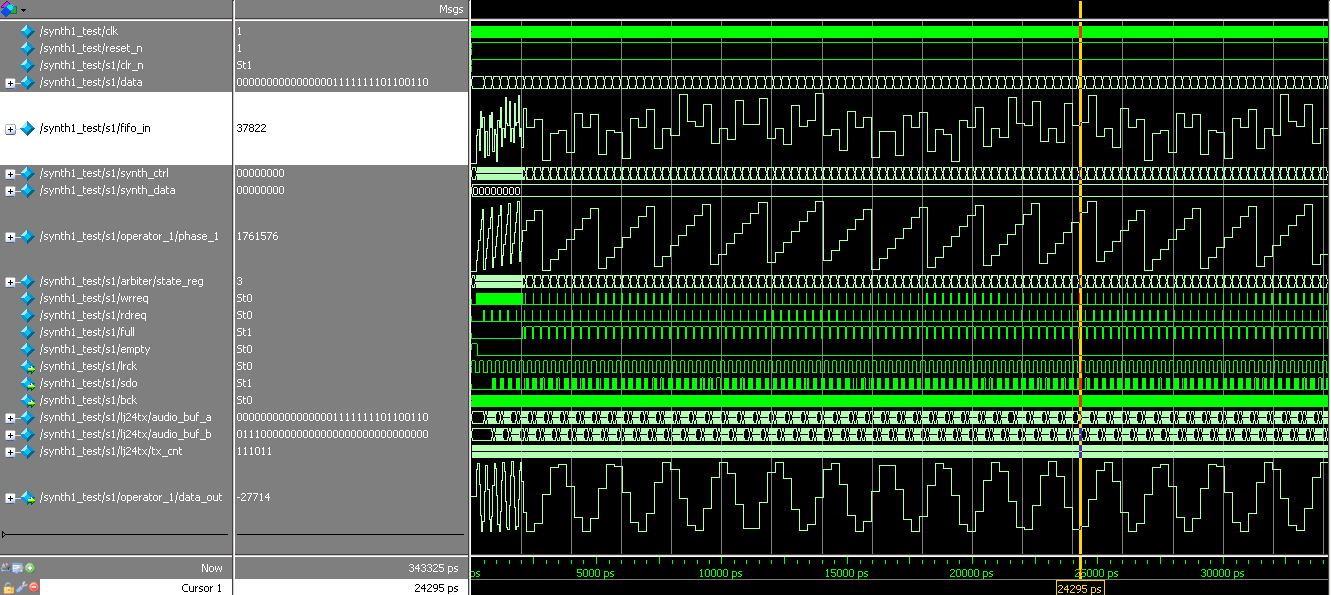 Msgs
/synth1_test/clk 1
/synth1_test/reset_n 1
/synth1_test/s1/clr_n St1
/synth1_test/s1/data 00000000000000001111111101100110
/synth1_test/s1/fifo_in 37822
/synth1_test/s1/synth_ctrl 00000000
/synth1_test/s1/synth_data 00000000 00000000
/synth1_test/s1/operator_1/phase_1 1761576
/synth1_test/s1/arbiter/state_reg 3
/synth1_test/s1/wrreq St0
/synth1_test/s1/rdreq St0
/synth1_test/s1/full St1
/synth1_test/s1/empty St0
/synth1_test/s1/lrck St0
/synth1_test/s1/sdo St1
/synth1_test/s1/bck St0
/synth1_test/s1/lj24tx/audio_buf_a 00000000000000001111111101100110
/synth1_test/s1/lj24tx/audio_buf_b 01110000000000000000000000000000
/synth1_test/s1/lj24tx/tx_cnt 111011
/synth1_test/s1/operator_1/data_out -27714
Now 343325 ps ps 5000 ps 10000 ps 15000 ps 20000 ps 25000 ps 30000 ps
Cursor 1 24295 ps 24295 ps